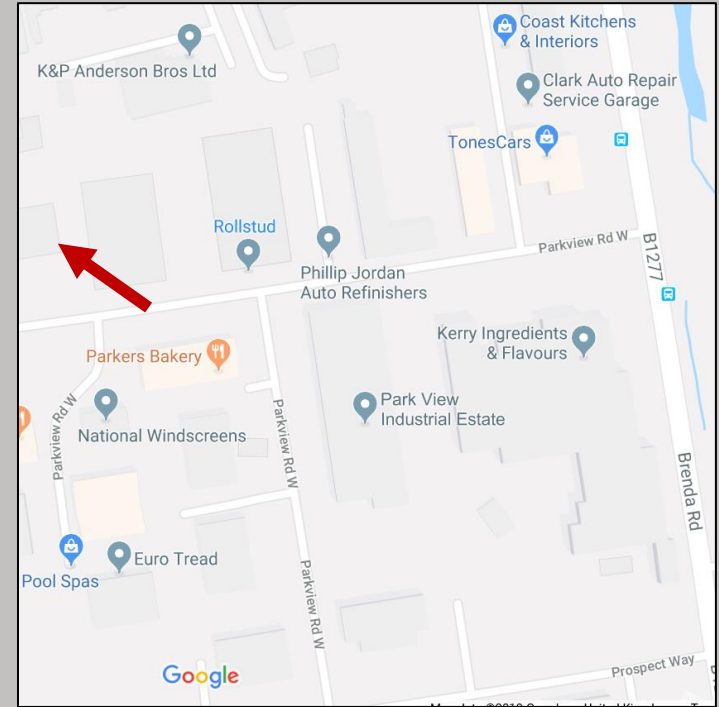 Coast Kitchens
& Interiors
K&P Anderson Bros Ltd
Clark Auto Repair
Service Garage
TonesCars
Rollstud
Parkview Rd W
B1277
Phillip Jordan
Auto Refinishers
Kerry Ingredients
& Flavours
Parkers Bakery
Park View
Industrial Estate
Parkview Rd W
National Windscreens
Parkview Rd W
Brenda Rd
Euro Tread
Pool Spas
Parkview Rd W
Google
Prospect Way